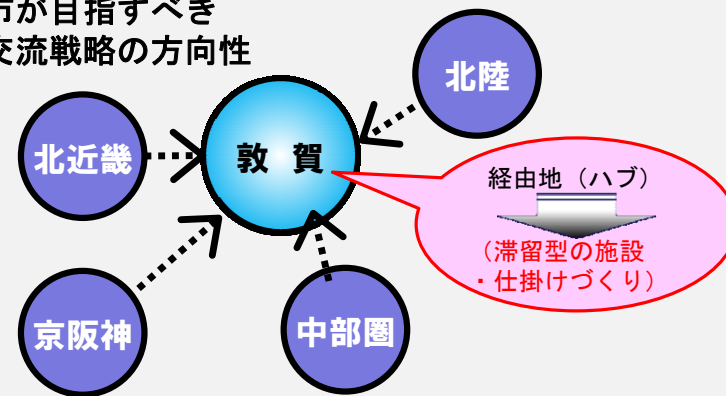 市が目指すべき
交流戦略の方向性
北陸
北近畿
敦 賀
経由地（ハブ）
（滞留型の施設
・仕掛けづくり）
京阪神
中部圏